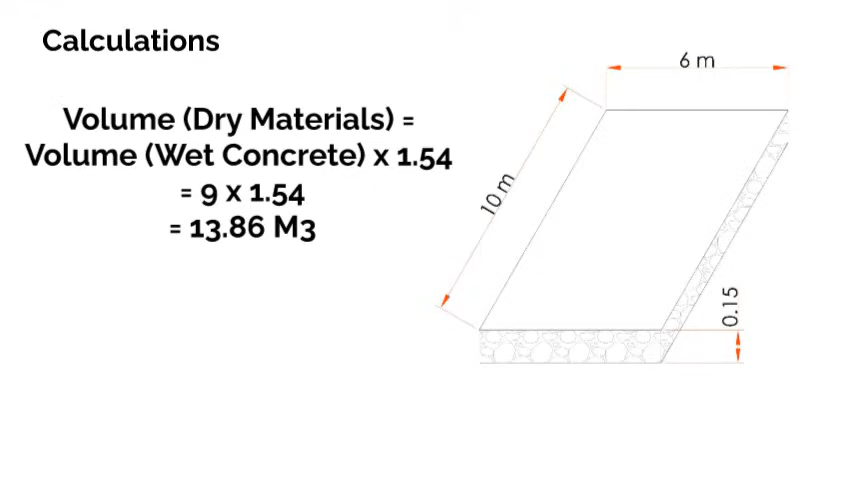 Calculations
6 m
Volume (Dry Materials) =
Volume (Wet Concrete) x 1.54
= 9 x 1.54
= 13.86 M3
10 m
0.15